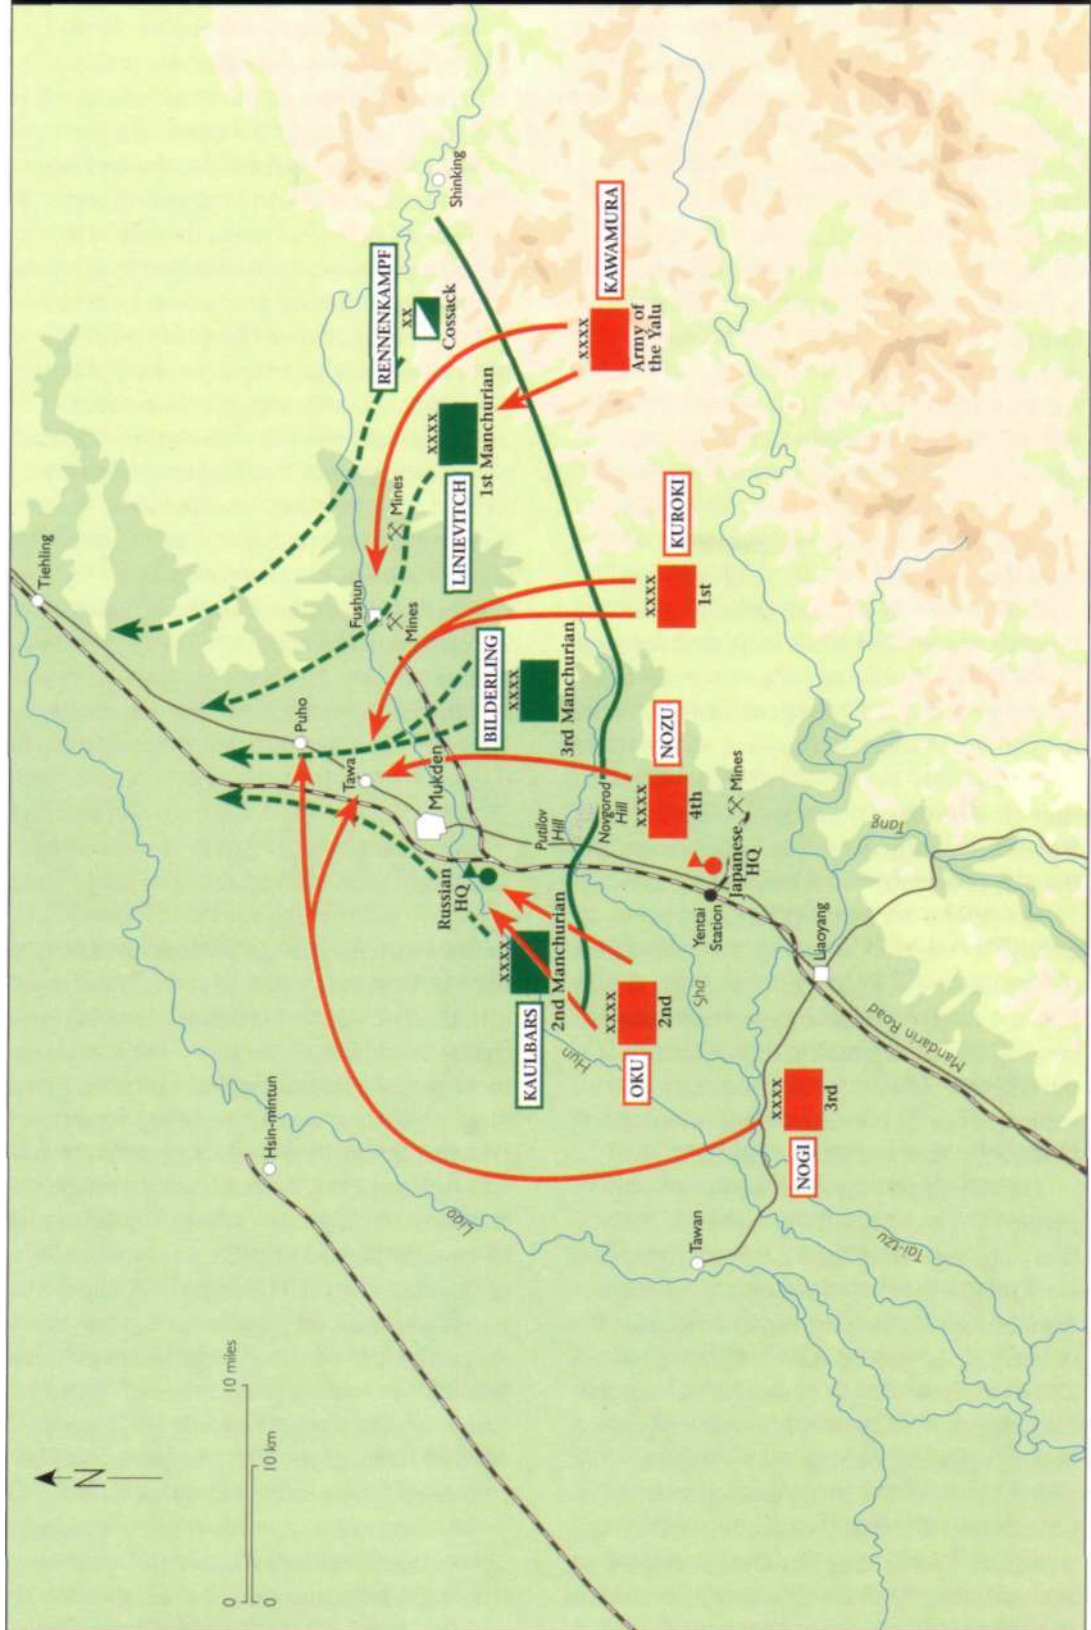 N
Tiehling
10 miles
0
10 km
0
Hsin-mintun
Puho
Tawa
Fushun
Mines
Mines
RENNENKAMPF
XX
Cossack
Shinking
Liao
Mukden
Russian
HQ
XXXX
1st Manchurian
LINIEVITCH
BILDERLING
XXXX
3rd Manchurian
KAULBARS
XXXX
2nd Manchurian
Putilov
Hill
Novgorod
Hill
Hun
KAWAMURA
XXXX
Army of
the Yalu
OKU
XXXX
2nd
NOZU
XXXX
4th
KUROKI
XXXX
1st
Tawan
Sha
Yentai
Station
Japanese
HQ
Mines
NOGI
XXXX
3rd
Liaoyang
Mandarin Road
Tang
Tai-tzu